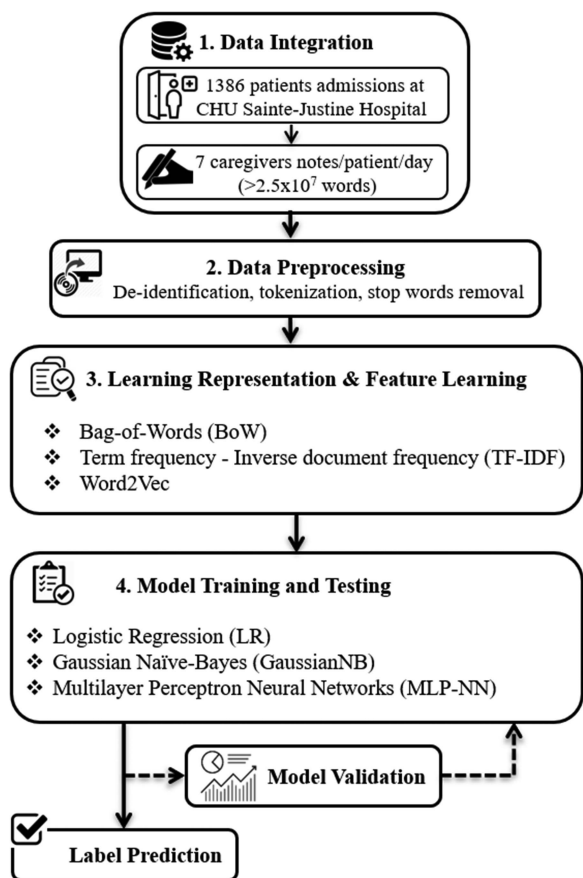 1. Data Integration
1386 patients admissions at
CHU Sainte-Justine Hospital
7 caregivers notes/patient/day
(>2.5x10⁷ words)
2. Data Preprocessing
De-identification, tokenization, stop words removal
3. Learning Representation & Feature Learning
❖ Bag-of-Words (BoW)
❖ Term frequency - Inverse document frequency (TF-IDF)
❖ Word2Vec
4. Model Training and Testing
❖ Logistic Regression (LR)
❖ Gaussian Naïve-Bayes (GaussianNB)
❖ Multilayer Perceptron Neural Networks (MLP-NN)
Model Validation
Label Prediction